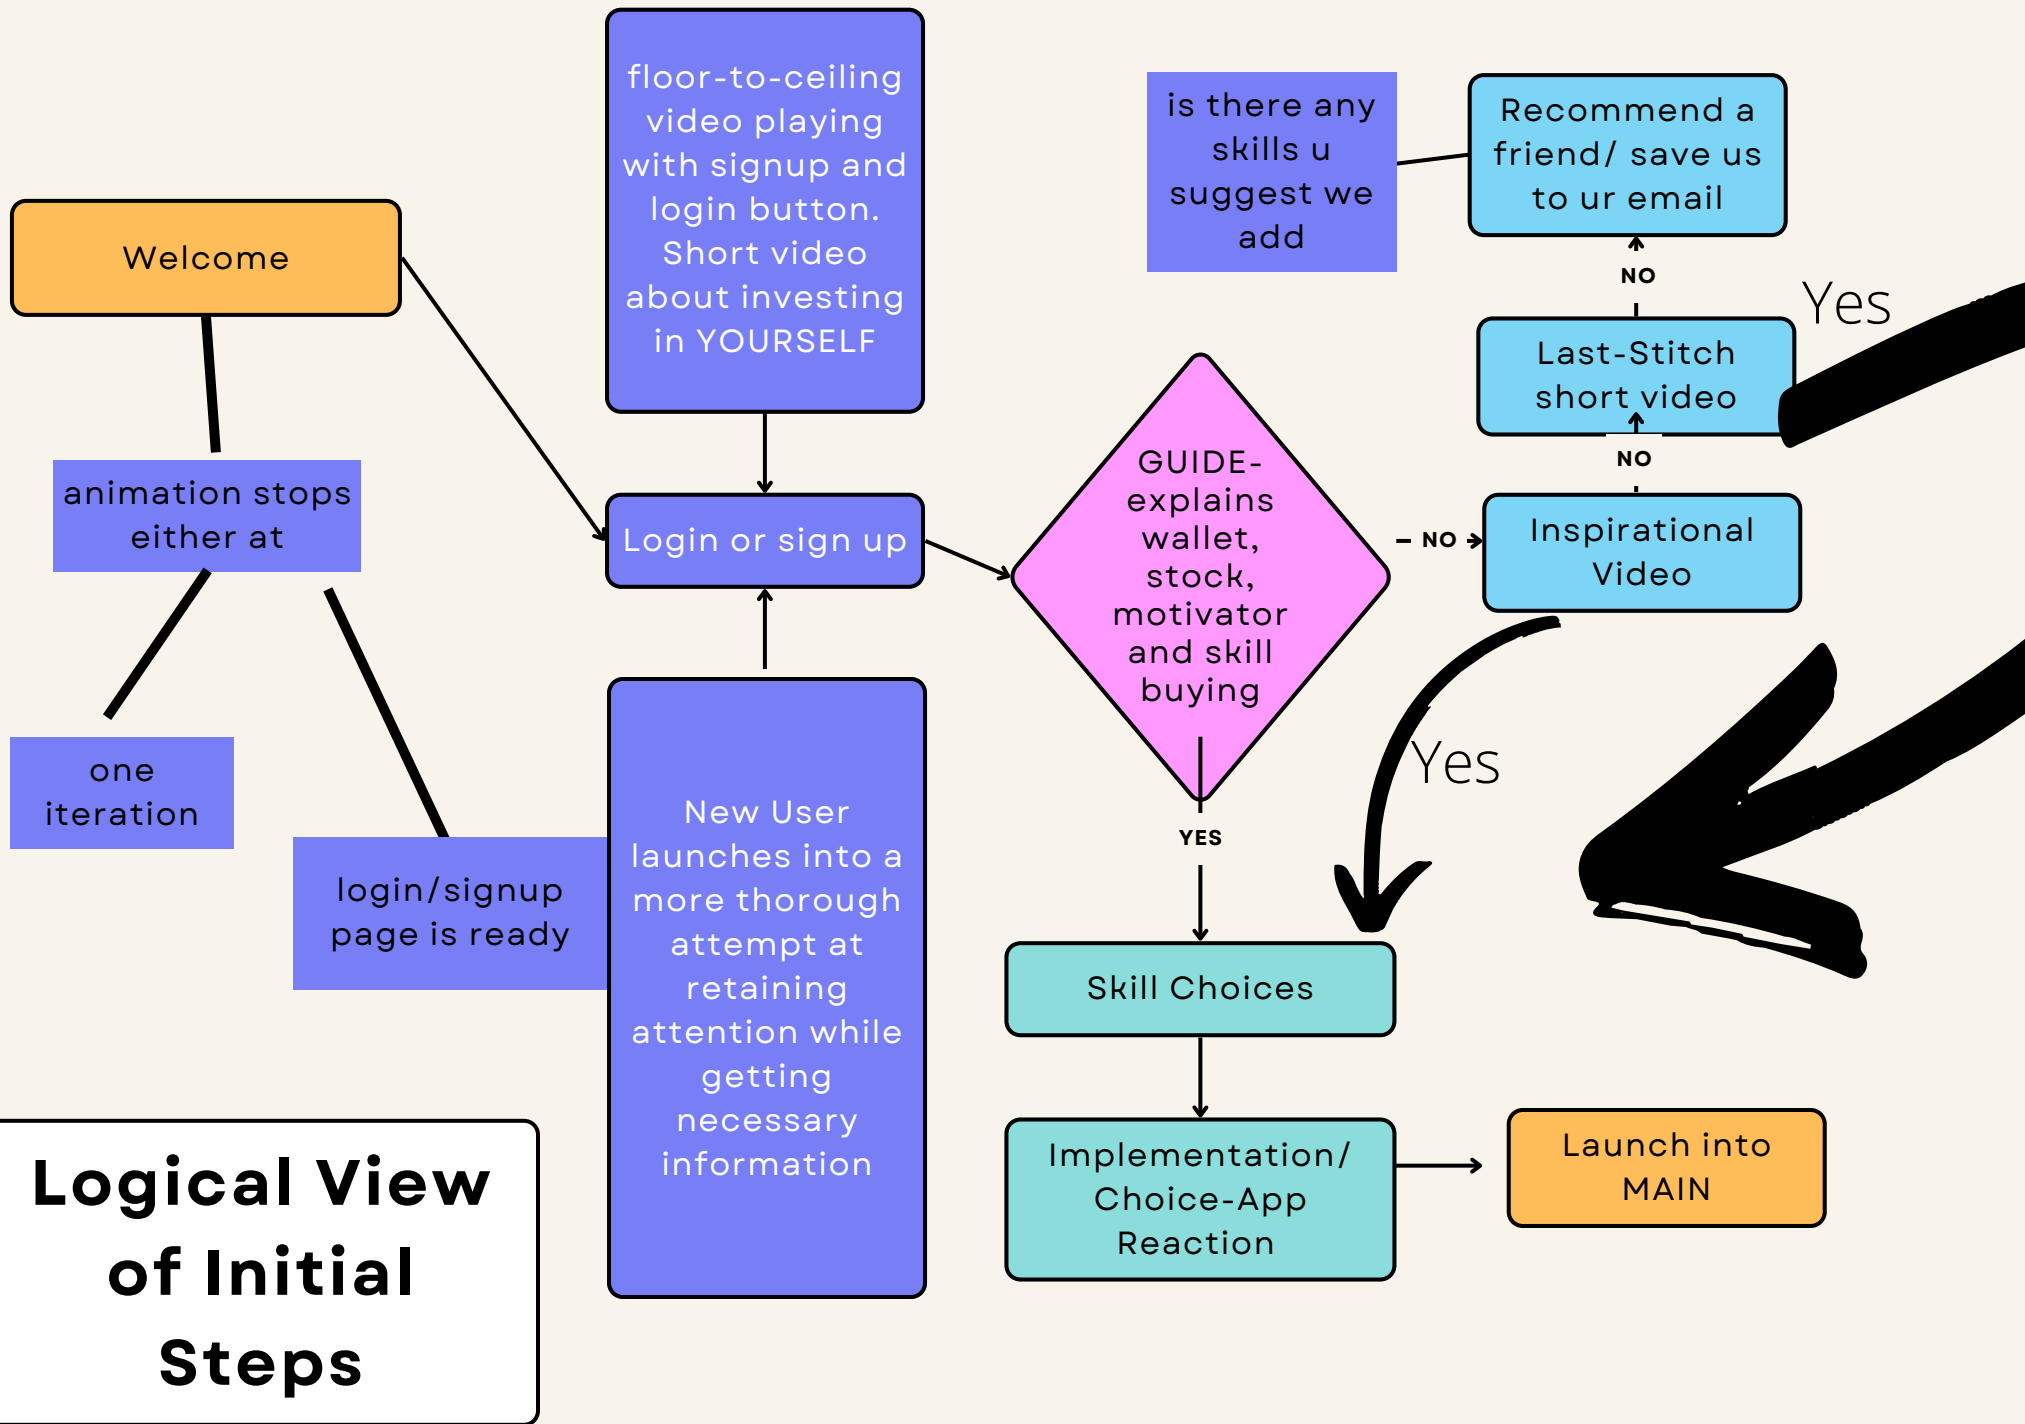 Welcome
animation stops
either at
one
iteration
login/signup
page is ready
Logical View
of Initial
Steps
floor-to-ceiling
video playing
with signup and
login button.
Short video
about investing
in YOURSELF
Login or sign up
New User
launches into a
more thorough
attempt at
retaining
attention while
getting
necessary
information
GUIDE-
explains
wallet,
stock,
motivator
and skill
buying
NO
YES
Inspirational
Video
NO
Yes
Last-Stitch
short video
NO
Yes
Recommend a
friend/ save us
to ur email
is there any
skills u
suggest we
add
Skill Choices
Implementation/
Choice-App
Reaction
Launch into
MAIN